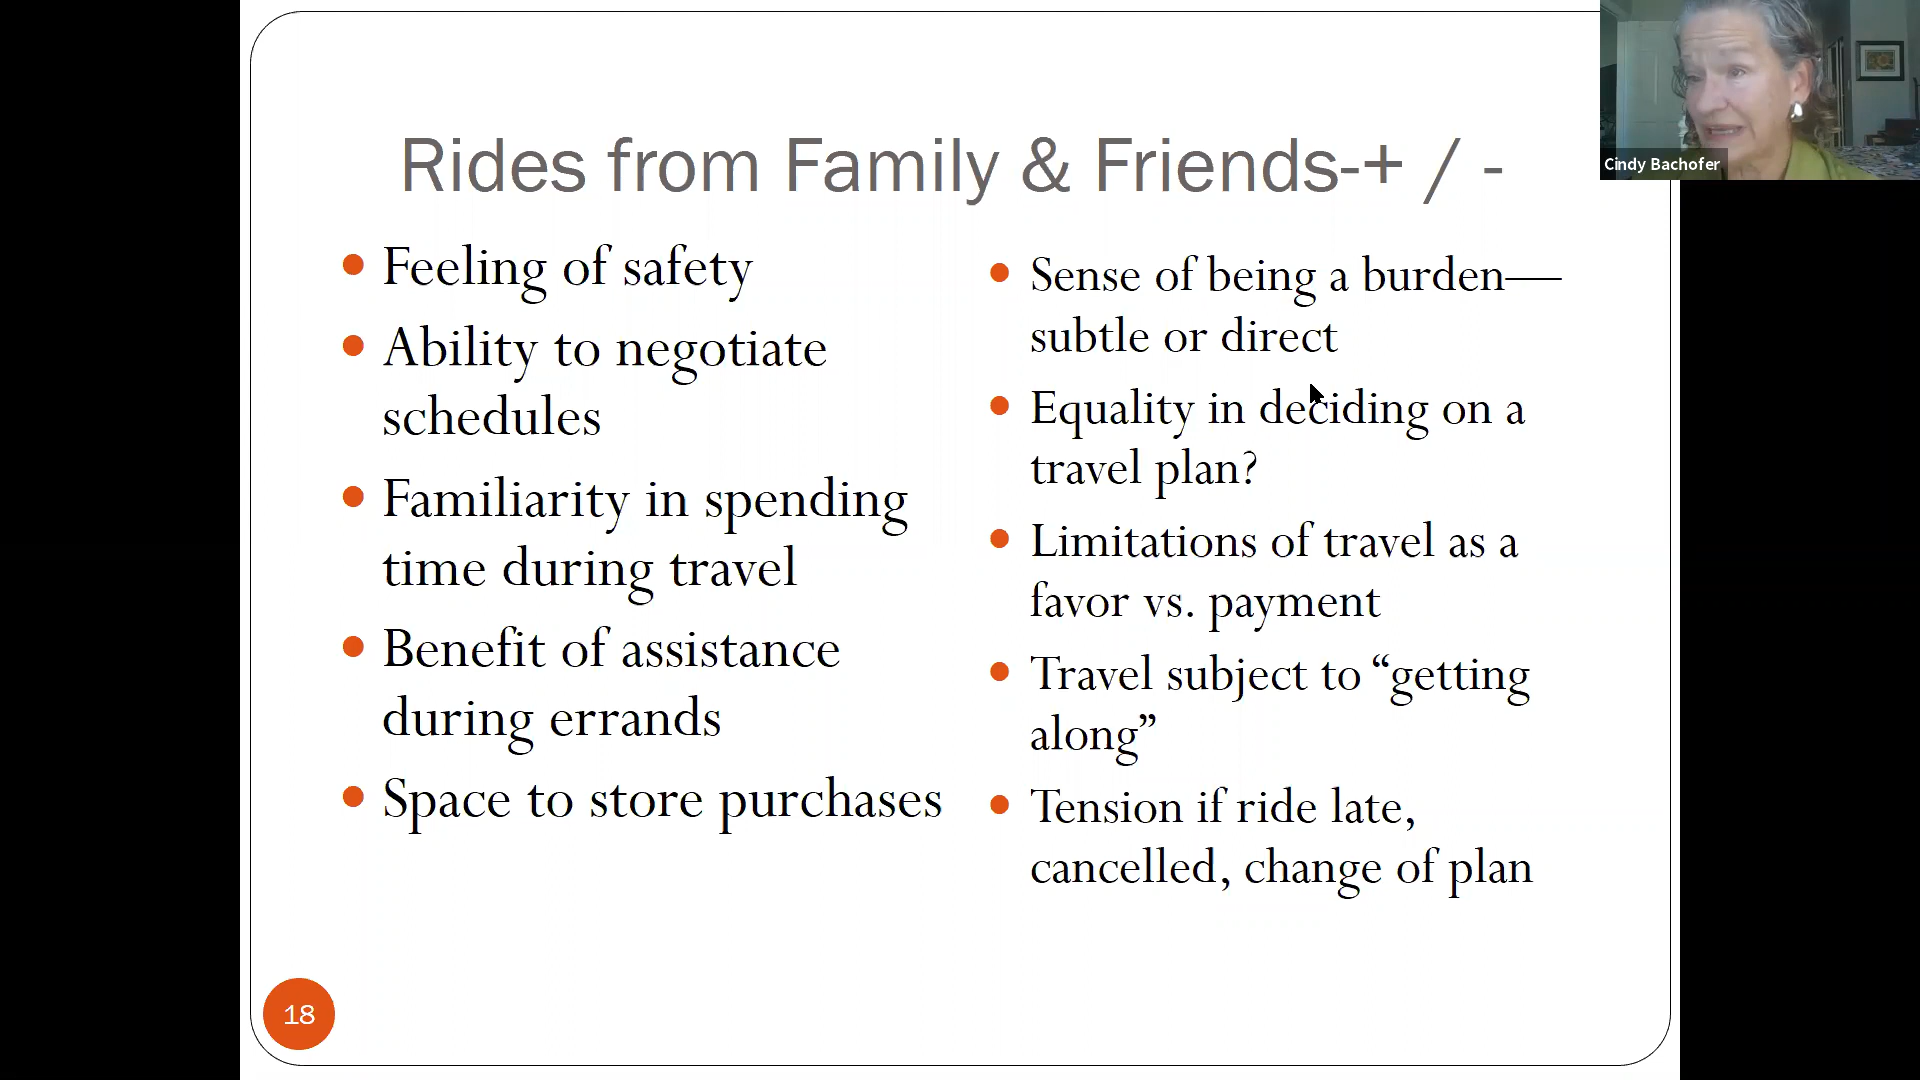 Rides from Family & Friends-+ / -
Feeling of safety
Ability to negotiate
schedules
Familiarity in spending
time during travel
Benefit of assistance
during errands
Space to store purchases
Sense of being a burden—
subtle or direct
Equality in deciding on a
travel plan?
Limitations of travel as a
favor vs. payment
Travel subject to “getting
along”
Tension if ride late,
cancelled, change of plan
18
Cindy Bachofer